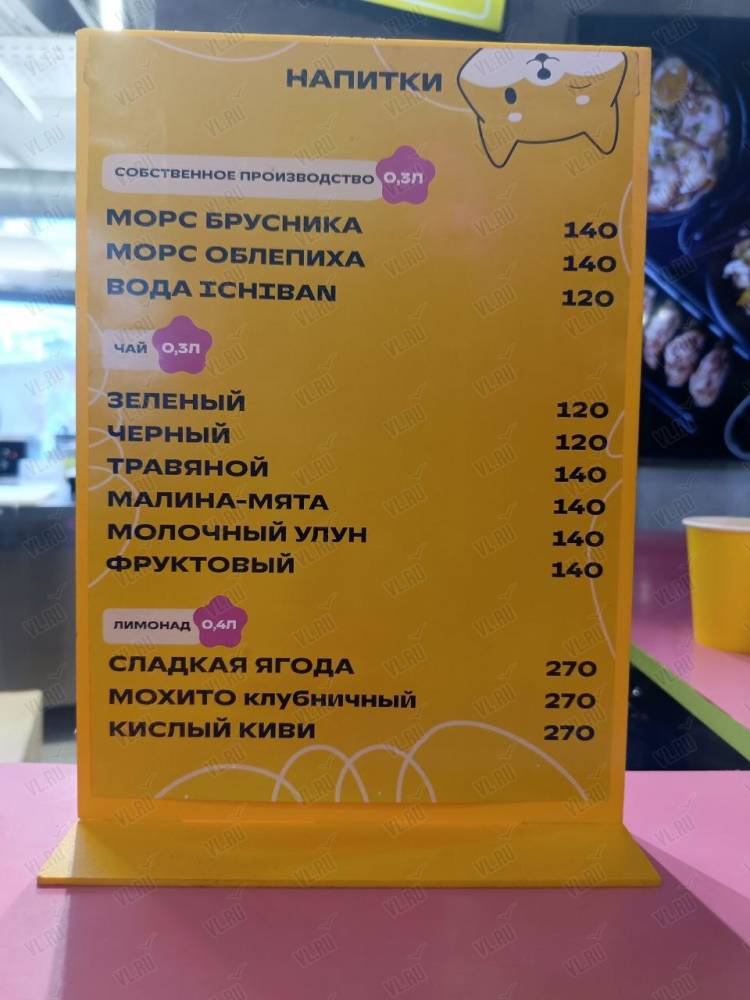 НАПИТКИ
СОБСТВЕННОЕ ПРОИЗВОДСТВО 0,3Л
МОРС БРУСНИКА 140
МОРС ОБЛЕПИХА 140
ВОДА ICHIBAN 120
ЧАЙ 0,3Л
ЗЕЛЕНЫЙ 120
ЧЕРНЫЙ 120
ТРАВЯНОЙ 140
МАЛИНА-МЯТА 140
МОЛОЧНЫЙ УЛУН 140
ФРУКТОВЫЙ 140
ЛИМОНАД 0,4Л
СЛАДКАЯ ЯГОДА 270
МОХИТО клубничный 270
КИСЛЫЙ КИВИ 270
VL.RU